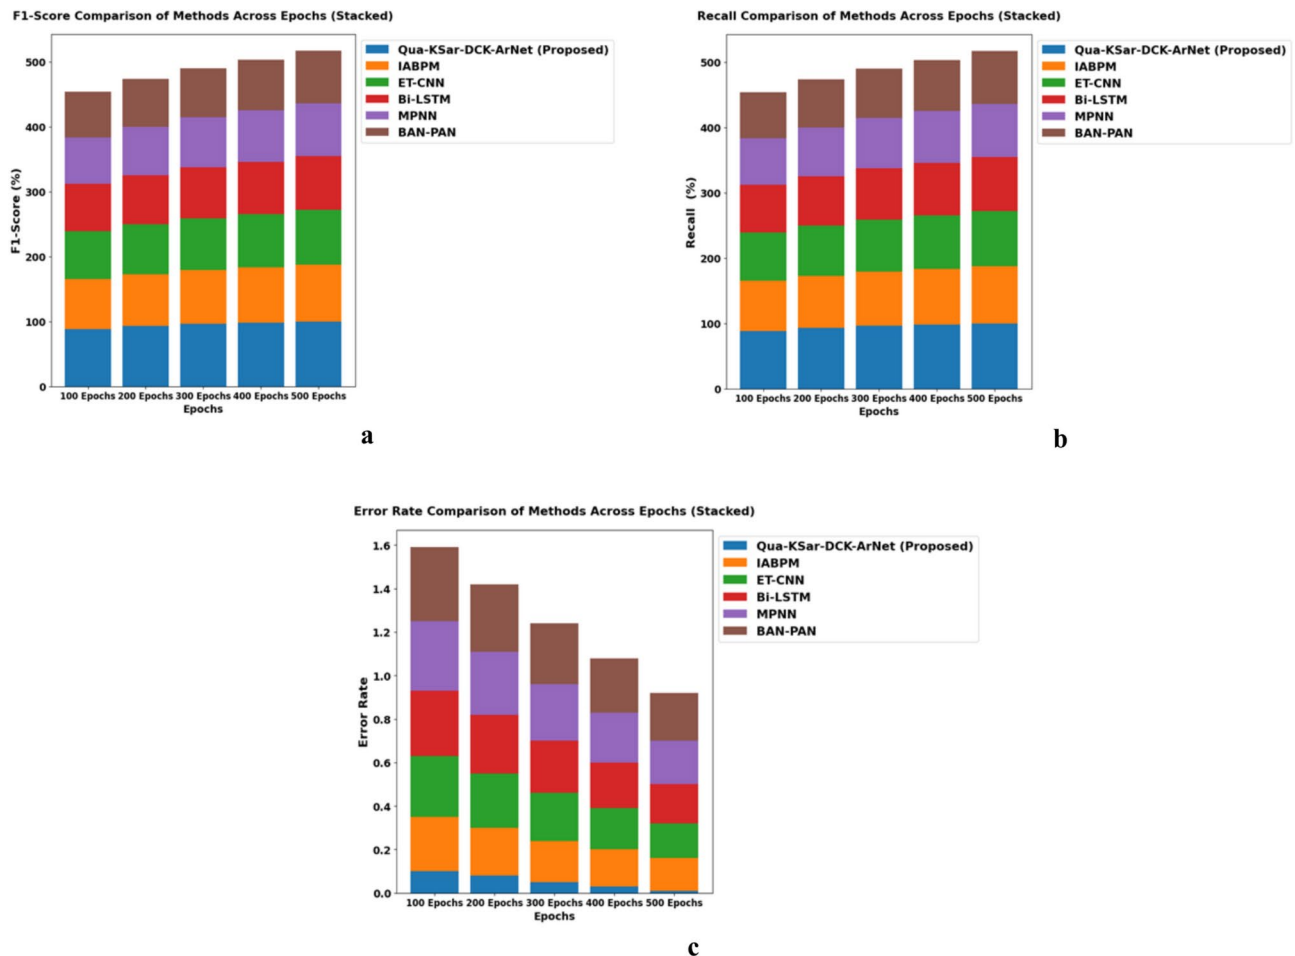 F1-Score Comparison of Methods Across Epochs (Stacked)
500
400
300
200
100
0
F1-Score (%)
100 Epochs 200 Epochs 300 Epochs 400 Epochs 500 Epochs
Epochs
Qua-KSar-DCK-ArNet (Proposed)
IABPM
ET-CNN
Bi-LSTM
MPNN
BAN-PAN
a
Recall Comparison of Methods Across Epochs (Stacked)
500
400
300
200
100
0
Recall (%)
100 Epochs 200 Epochs 300 Epochs 400 Epochs 500 Epochs
Epochs
Qua-KSar-DCK-ArNet (Proposed)
IABPM
ET-CNN
Bi-LSTM
MPNN
BAN-PAN
b
Error Rate Comparison of Methods Across Epochs (Stacked)
1.6
1.4
1.2
1.0
0.8
0.6
0.4
0.2
0.0
Error Rate
100 Epochs 200 Epochs 300 Epochs 400 Epochs 500 Epochs
Epochs
Qua-KSar-DCK-ArNet (Proposed)
IABPM
ET-CNN
Bi-LSTM
MPNN
BAN-PAN
c